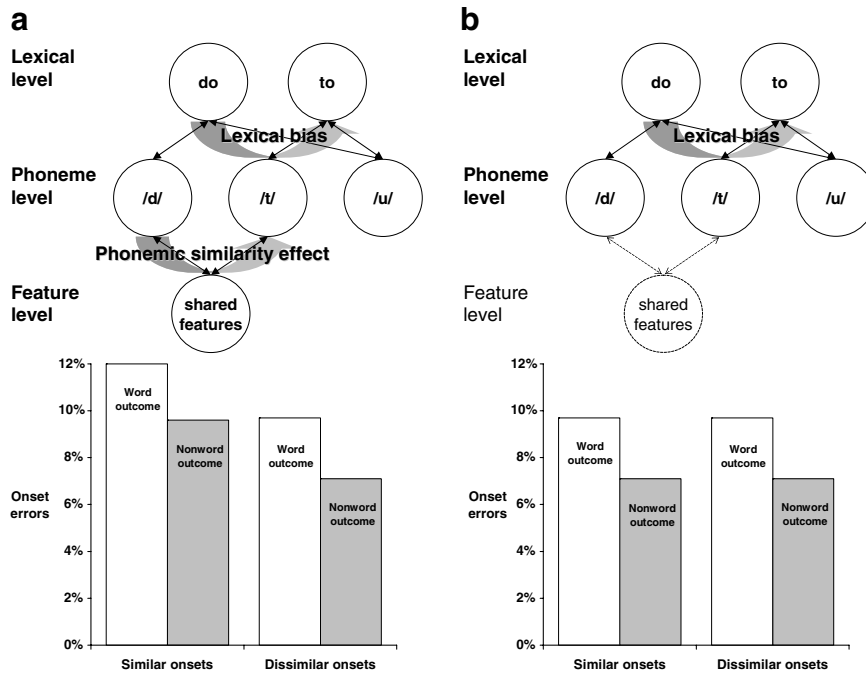 a
Lexical
level
do
to
Lexical bias
Phoneme
level
/d/
/t/
/u/
Phonemic similarity effect
Feature
level
shared
features
12%
10%
8%
6%
4%
2%
0%
Onset
errors
Word
outcome
Nonword
outcome
Word
outcome
Nonword
outcome
Similar onsets
Dissimilar onsets
b
Lexical
level
do
to
Lexical bias
Phoneme
level
/d/
/t/
/u/
Feature
level
shared
features
12%
10%
8%
6%
4%
2%
0%
Onset
errors
Word
outcome
Nonword
outcome
Word
outcome
Nonword
outcome
Similar onsets
Dissimilar onsets